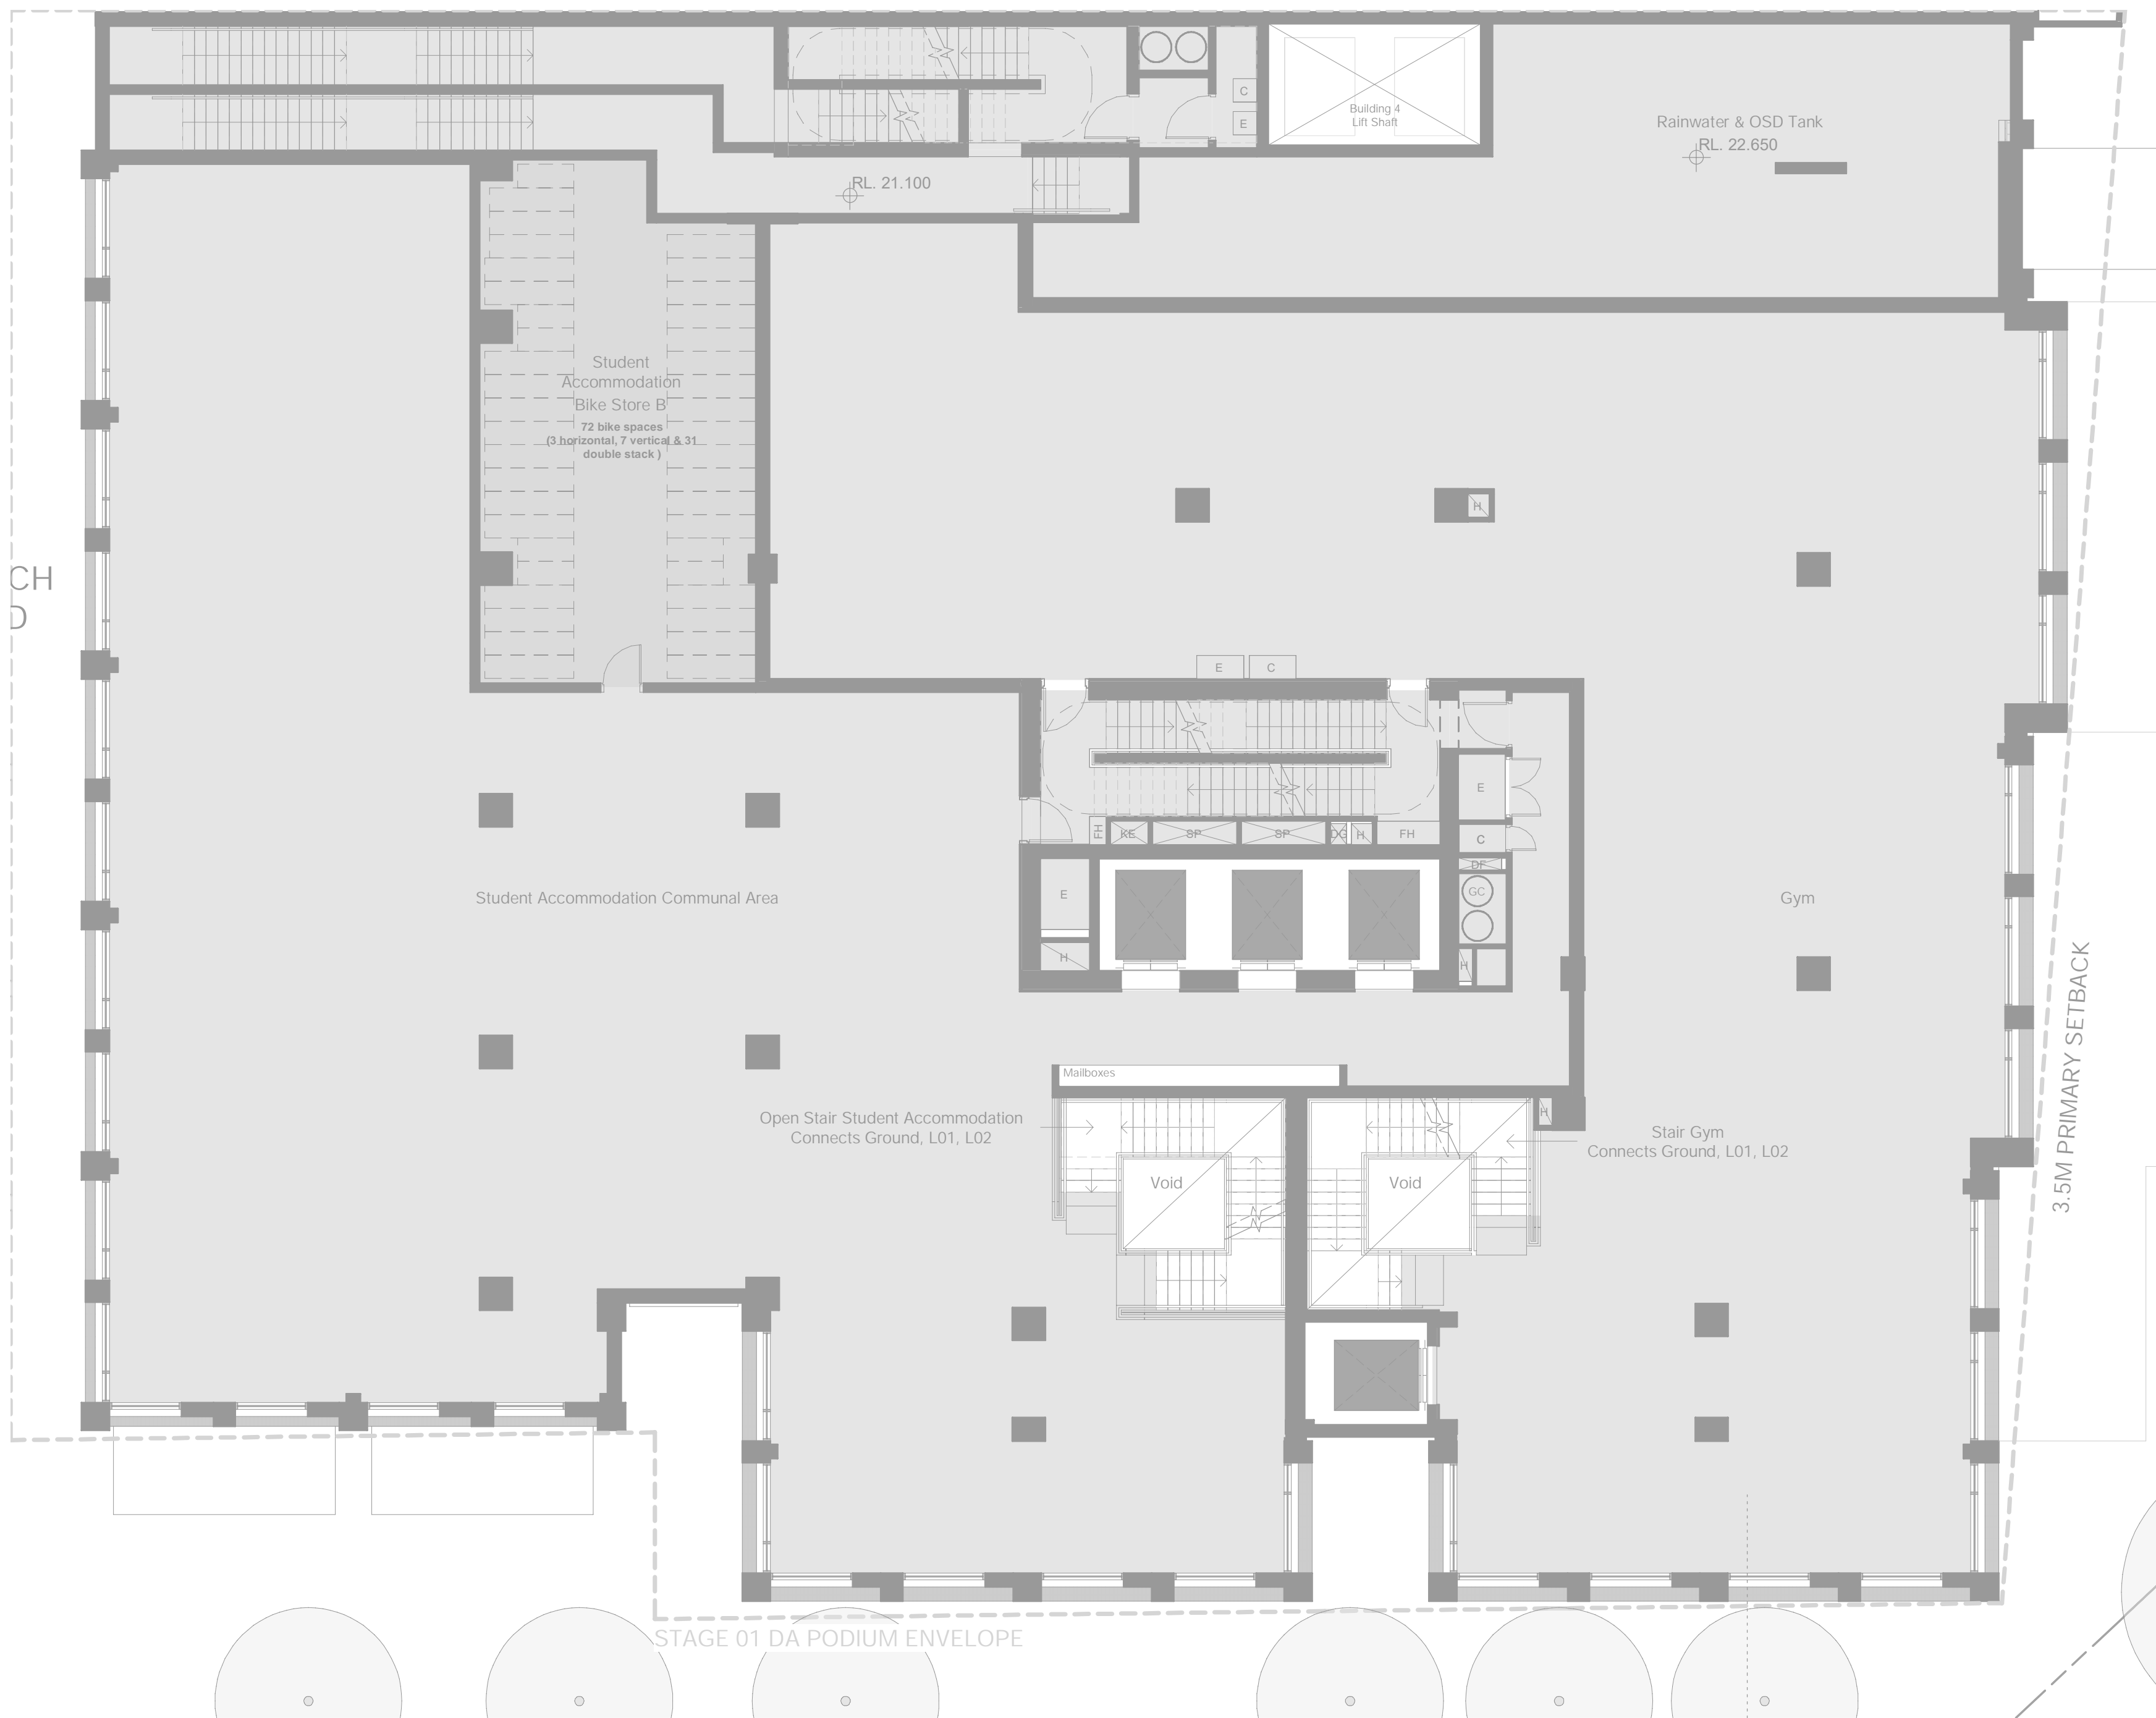 C
E
Building 4
Lift Shaft
Rainwater & OSD Tank
RL. 22.650
RL. 21.100
Student
Accommodation
Bike Store B
72 bike spaces
(3 horizontal, 7 vertical & 31
double stack )
H
CH
D
E
C
E
FH
KE
SP
SP
DG
H
FH
C
DF
E
GC
Student Accommodation Communal Area
Gym
H
H
3.5M PRIMARY SETBACK
Mailboxes
Open Stair Student Accommodation
Connects Ground, L01, L02
H
Stair Gym
Connects Ground, L01, L02
Void
Void
STAGE 01 DA PODIUM ENVELOPE